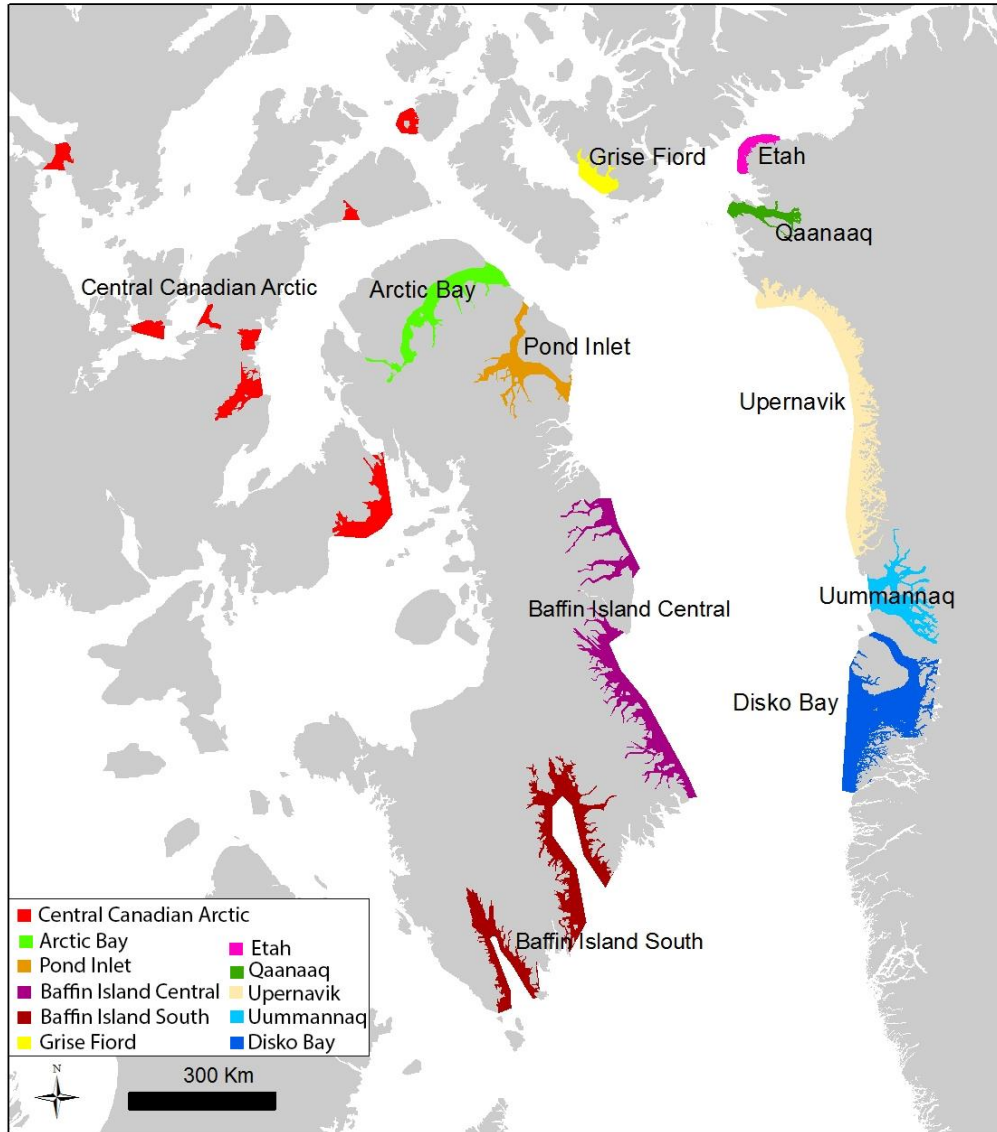 Grise Fiord
Etah
Qaanaaq
Central Canadian Arctic
Arctic Bay
Pond Inlet
Upernavik
Uummannaq
Baffin Island Central
Disko Bay
Baffin Island South
Central Canadian Arctic
Arctic Bay
Pond Inlet
Baffin Island Central
Baffin Island South
Grise Fiord
Etah
Qaanaaq
Upernavik
Uummannaq
Disko Bay
N
300 Km